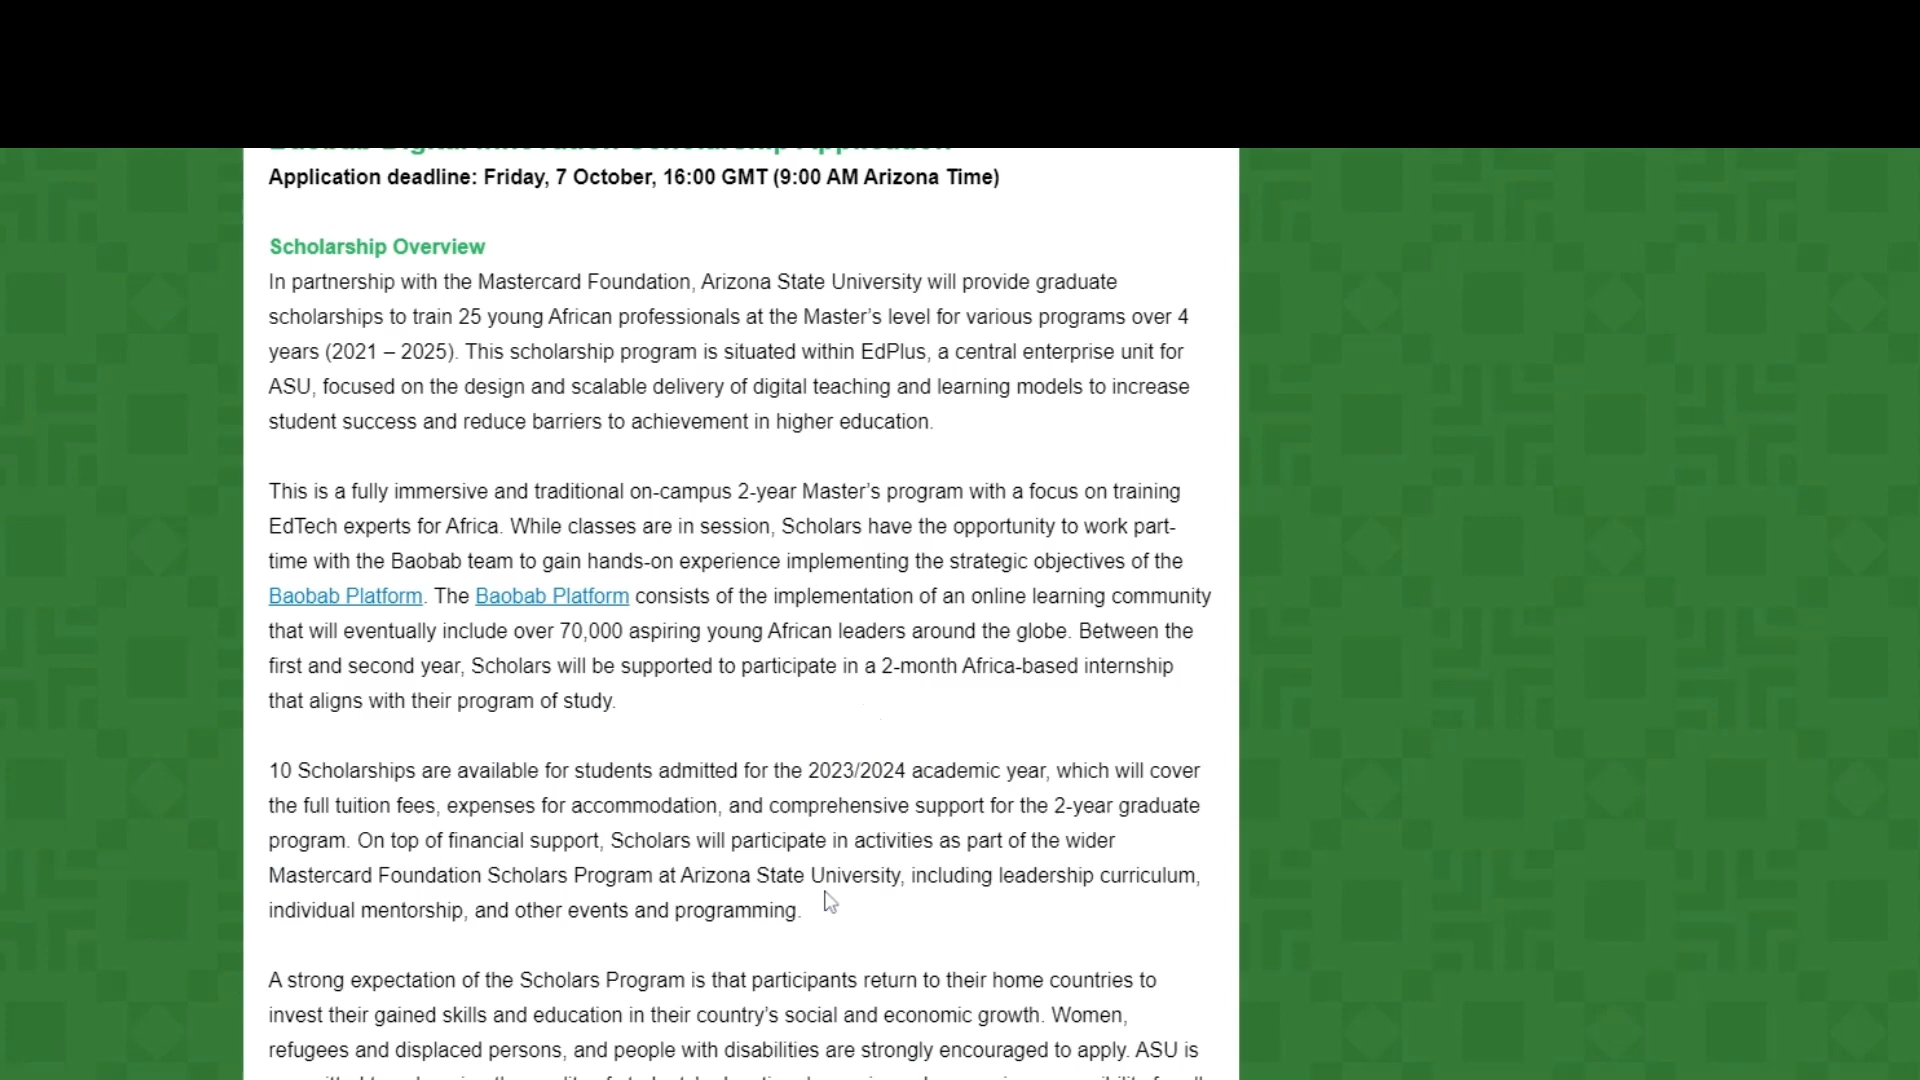 Baobab Digital Innovation Scholarship Application
Application deadline: Friday, 7 October, 16:00 GMT (9:00 AM Arizona Time)
Scholarship Overview
In partnership with the Mastercard Foundation, Arizona State University will provide graduate
scholarships to train 25 young African professionals at the Master’s level for various programs over 4
years (2021 – 2025). This scholarship program is situated within EdPlus, a central enterprise unit for
ASU, focused on the design and scalable delivery of digital teaching and learning models to increase
student success and reduce barriers to achievement in higher education.
This is a fully immersive and traditional on-campus 2-year Master’s program with a focus on training
EdTech experts for Africa. While classes are in session, Scholars have the opportunity to work part-
time with the Baobab team to gain hands-on experience implementing the strategic objectives of the
Baobab Platform. The Baobab Platform consists of the implementation of an online learning community
that will eventually include over 70,000 aspiring young African leaders around the globe. Between the
first and second year, Scholars will be supported to participate in a 2-month Africa-based internship
that aligns with their program of study.
10 Scholarships are available for students admitted for the 2023/2024 academic year, which will cover
the full tuition fees, expenses for accommodation, and comprehensive support for the 2-year graduate
program. On top of financial support, Scholars will participate in activities as part of the wider
Mastercard Foundation Scholars Program at Arizona State University, including leadership curriculum,
individual mentorship, and other events and programming.
A strong expectation of the Scholars Program is that participants return to their home countries to
invest their gained skills and education in their country’s social and economic growth. Women,
refugees and displaced persons, and people with disabilities are strongly encouraged to apply. ASU is